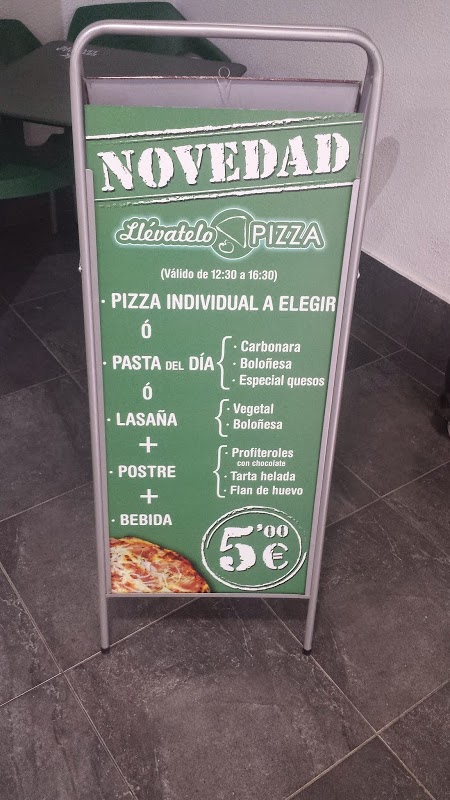 NOVEDAD
Llévatelo PIZZA
(Válido de 12:30 a 16:30)
· PIZZA INDIVIDUAL A ELEGIR
Ó
· PASTA DEL DÍA
· Carbonara
· Boloñesa
· Especial quesos
Ó
· LASAÑA
· Vegetal
· Boloñesa
+
· POSTRE
· Profiteroles
con chocolate
· Tarta helada
· Flan de huevo
+
· BEBIDA
5'00 €